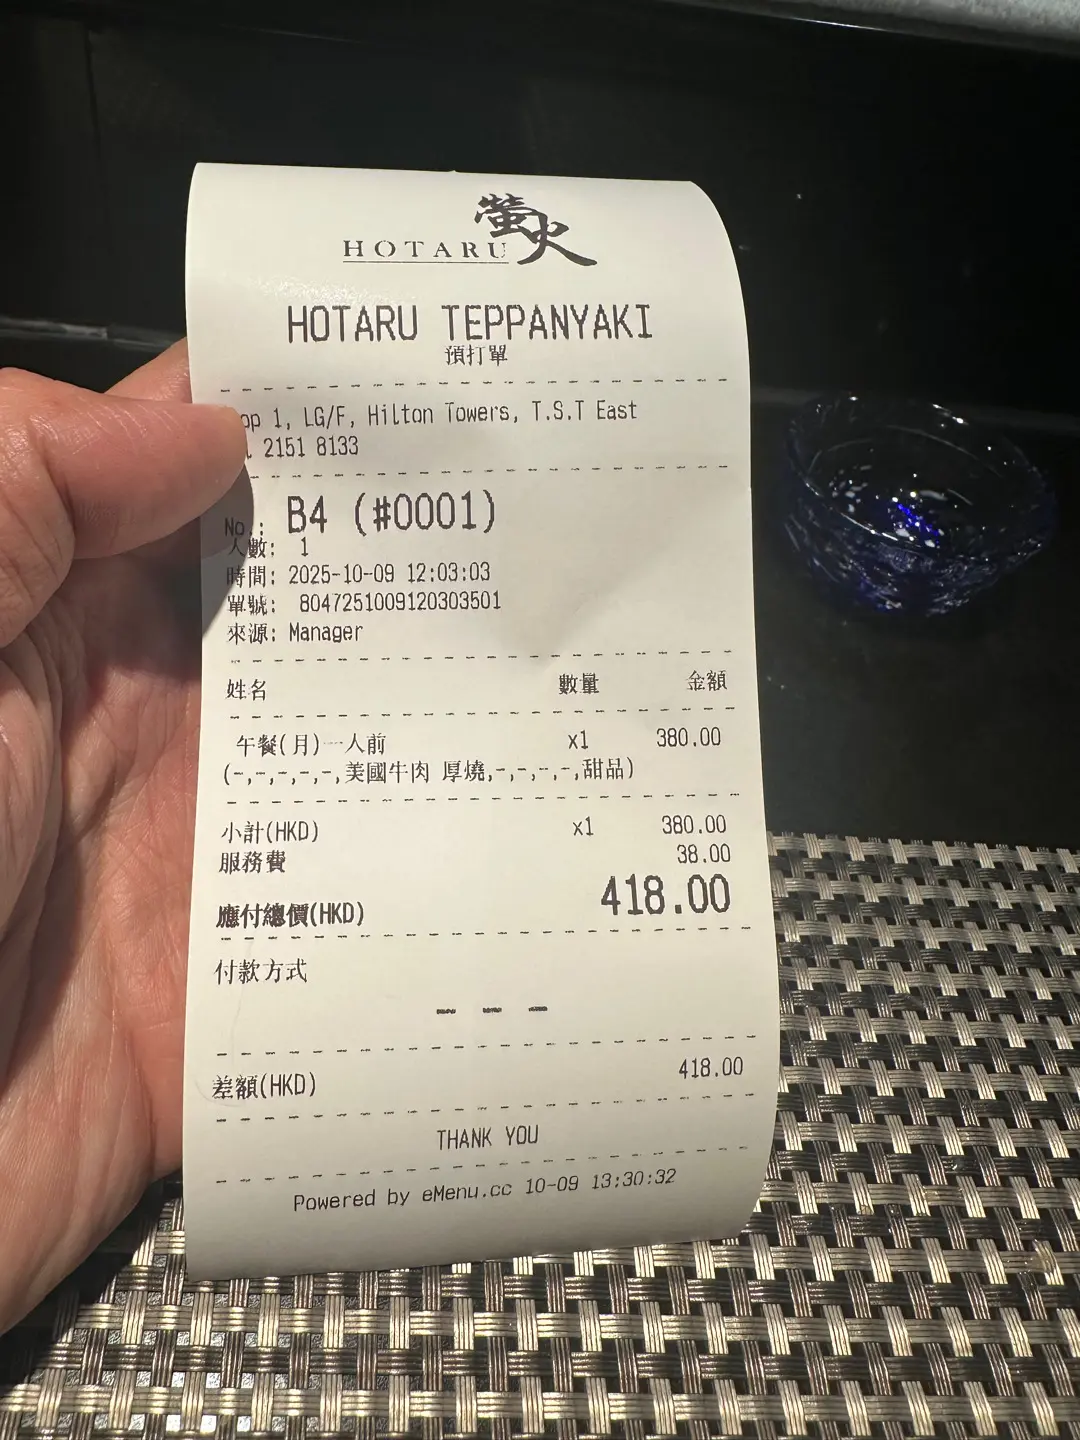 螢火
HOTARU
HOTARU TEPPANYAKI
預打單
op 1, LG/F, Hilton Towers, T.S.T East
2151 8133
No.: B4 (#0001)
人數: 1
時間: 2025-10-09 12:03:03
單號: 8047251009120303501
來源: Manager
姓名 數量 金額
午餐(月)一人前 x1 380.00
(-,-,-,-,-,美國牛肉 厚燒,-,-,-,-,甜品)
小計(HKD) x1 380.00
服務費 38.00
應付總價(HKD) 418.00
付款方式
— — —
差額(HKD) 418.00
THANK YOU
Powered by eMenu.cc 10-09 13:30:32